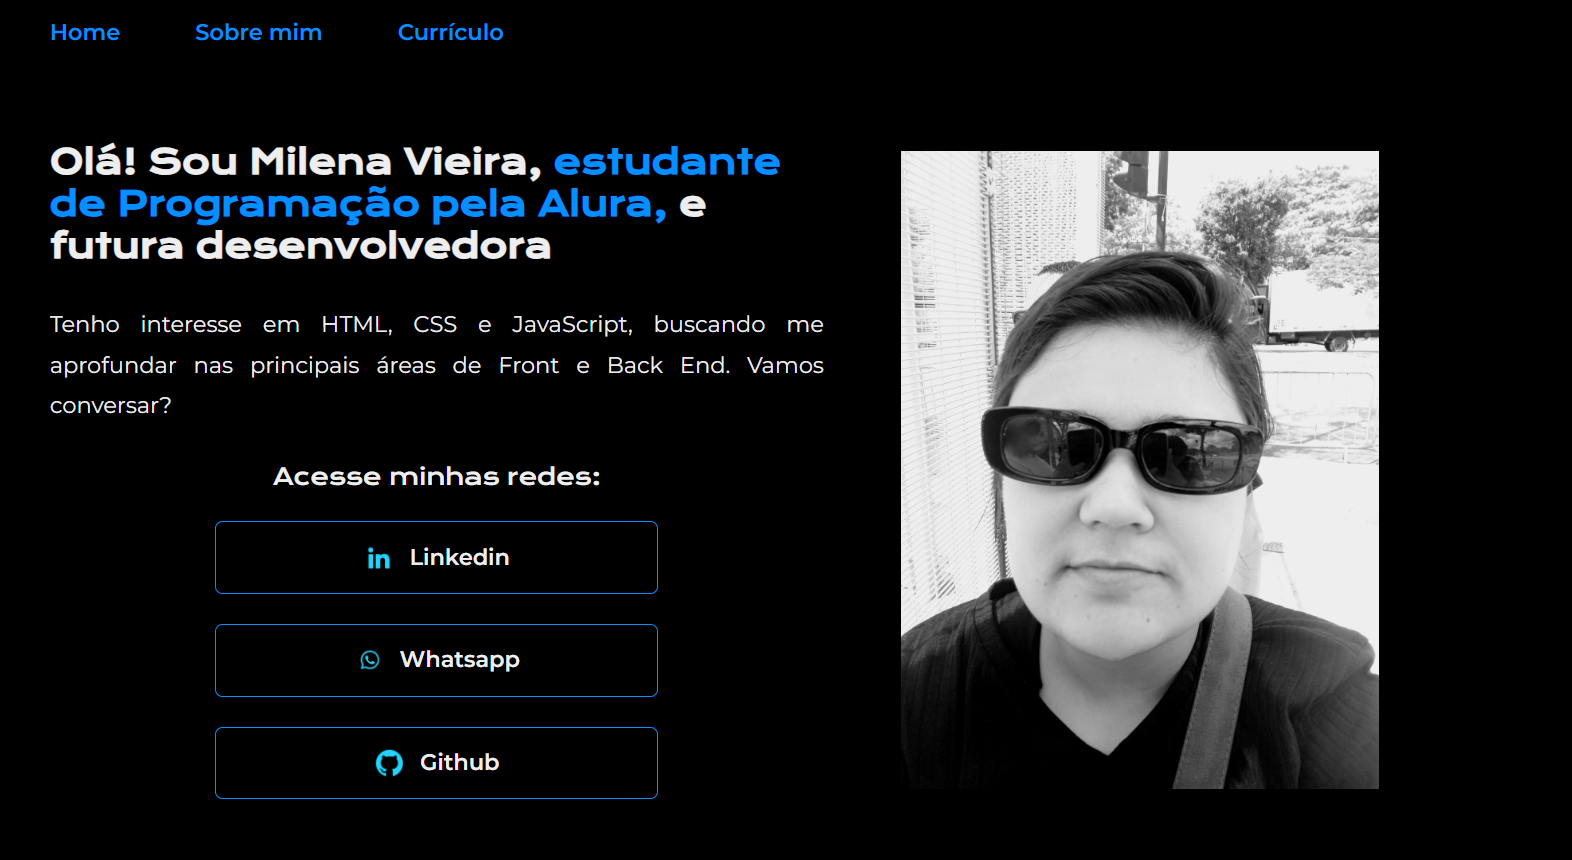 Home Sobre mim Currículo
Olá! Sou Milena Vieira, estudante
de Programação pela Alura, e
futura desenvolvedora
Tenho interesse em HTML, CSS e JavaScript, buscando me
aprofundar nas principais áreas de Front e Back End. Vamos
conversar?
Acesse minhas redes:
in Linkedin
Whatsapp
Github